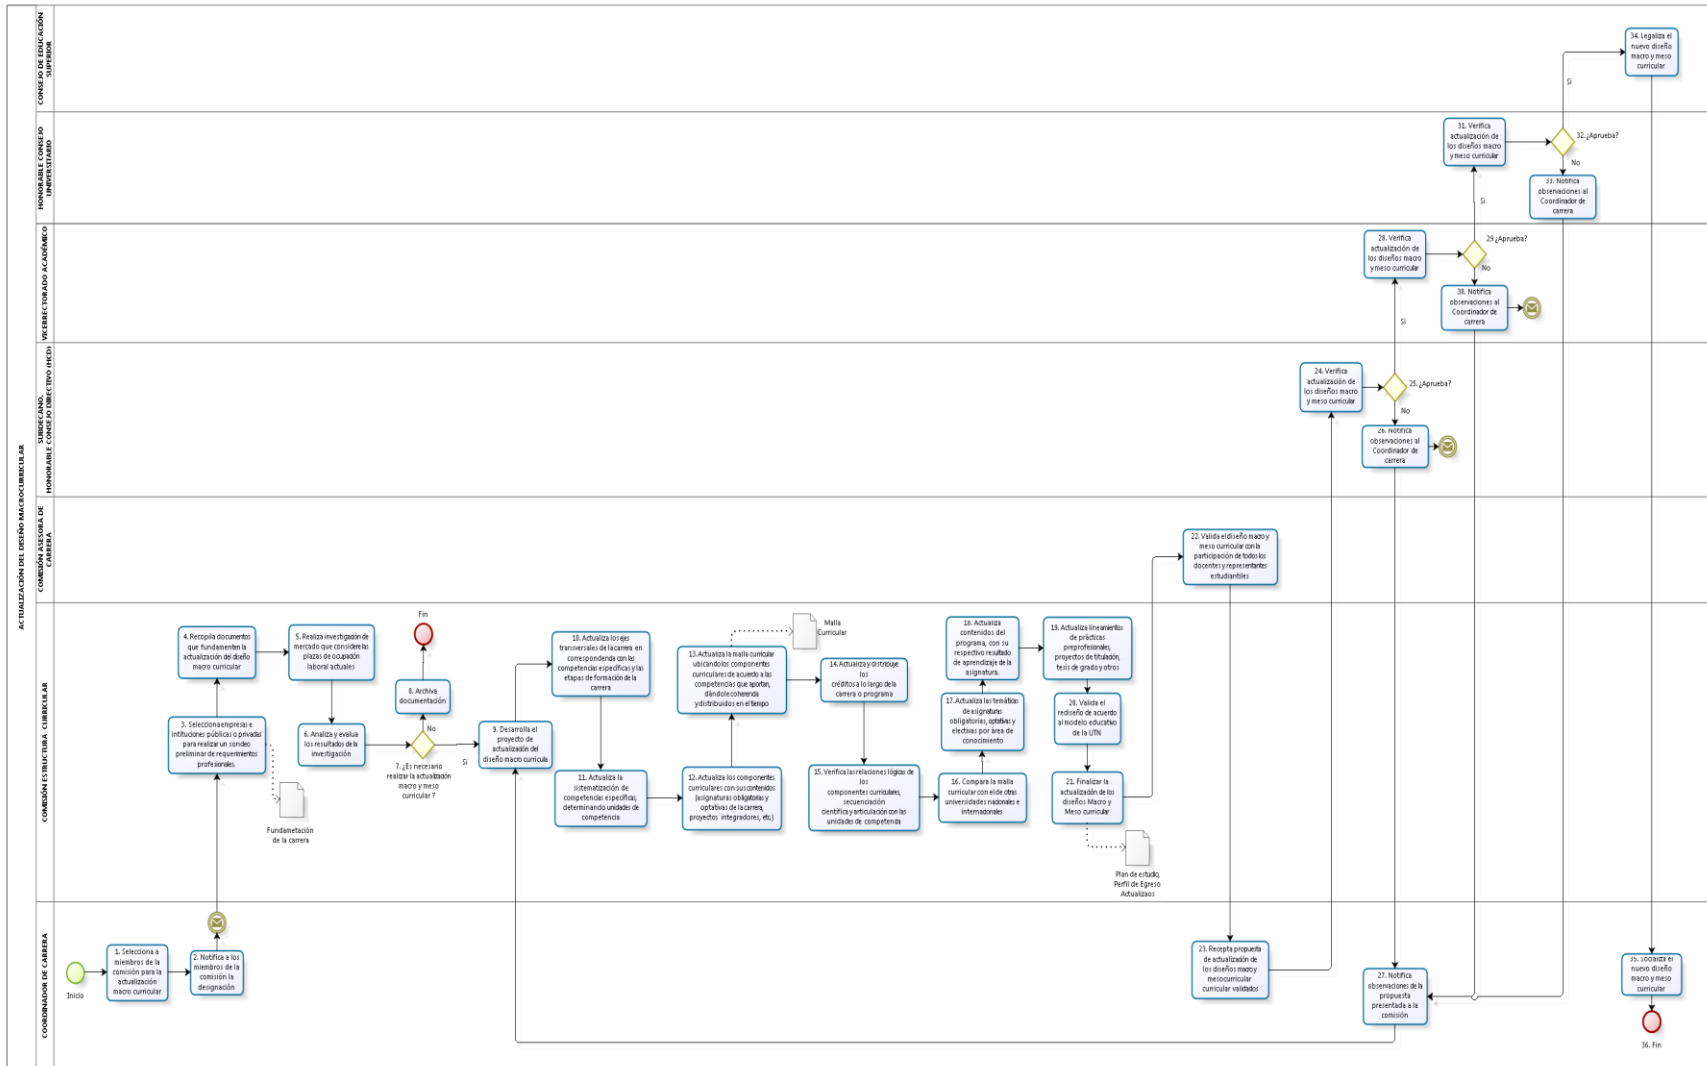 ACTUALIZACIÓN DEL DISEÑO MACROCURRICULAR
CONSEJO DE EDUCACIÓN
SUPERIOR
34. Legaliza el
nuevo diseño
macro y meso
curricular
Si
HONORABLE CONSEJO
UNIVERSITARIO
31. Verifica
actualización de
los diseños macro
y meso curricular
32. ¿Aprueba?
No
33. Notifica
observaciones al
Coordinador de
carrera
Si
VICERRECTORADO ACADÉMICO
28. Verifica
actualización de
los diseños macro
y meso curricular
29 ¿Aprueba?
No
30. Notifica
observaciones al
Coordinador de
carrera
Si
SUBDECANO,
HONORABLE CONSEJO DIRECTIVO (HCD)
24. Verifica
actualización de
los diseños macro
y meso curricular
25. ¿Aprueba?
No
26. Notifica
observaciones al
Coordinador de
carrera
COMISIÓN ASESORA DE
CARRERA
22. Valida el diseño macro y
meso curricular con la
participación de todos los
docentes y representantes
estudiantiles
COMISIÓN ESTRUCTURA CURRICULAR
4. Recopila documentos
que fundamenten la
actualización del diseño
macro curricular
5. Realiza investigación de
mercado que considere las
plazas de ocupación
laboral actuales
3. Selecciona empresas e
intituciones públicas o privadas
para realizar un sondeo
preliminar de requerimientos
profesionales.
6. Analiza y evalua
los resultados de la
investigación
Fundametación
de la carrera
Fin
8. Archiva
documentación
No
7. ¿Es necesario
realizar la actualización
macro y meso
curricular ?
Si
9. Desarrolla el
proyecto de
actualización del
diseño macro curricula
10. Actualiza los ejes
transversales de la carrera en
correspondencia con las
competencias específicas y las
etapas de formación de la
carrera
11. Actualiza la
sistematización de
competencias específicas,
determinando unidades de
competencia
12. Actualiza los componentes
curriculares con sus contenidos
(asignaturas obligatorias y
optativas de la carrera,
proyectos integradores, etc.)
13. Actualiza la malla curricular
ubicando los componentes
curriculares de acuerdo a las
competencias que aportan,
dándole coherencia
y distribuidos en el tiempo
Malla
Curricular
14. Actualiza y distribuye
los
créditos a lo largo de la
carrera o programa
15. Verifica las relaciones lógicas de
los
componentes curriculares,
secuenciación
científica y articulación con las
unidades de competencia
16. Compara la malla
curricular con el de otras
universidades nacionales e
internacionales
17. Actualiza las temáticas
de asignaturas
obligatorias, optativas y
electivas por área de
conocimiento
18. Actualiza
contenidos del
programa, con su
respectivo resultado
de aprendizaje de la
asignatura.
19. Actualiza lineamientos
de prácticas
preprofesionales,
proyectos de titulación,
tesis de grado y otros
20. Valida el
rediseño de acuerdo
al modelo educativo
de la UTN
21. Finalizar la
actualización de los
diseños Macro y
Meso curricular
Plan de estudio,
Perfil de Egreso
Actualizaos
COORDINADOR DE CARRERA
Inicio
1. Selecciona a
miembros de la
comisión para la
actualización
macro curricular
2. Notifica a los
miembros de la
comisión la
designación
23. Recepta propuesta
de actualización de
los diseños macro y
mesocurricular
curricular validados
27. Notifica
observaciones de la
propuesta
presentada a la
comisión
35. Socializa el
nuevo diseño
macro y meso
curricular
36. Fin